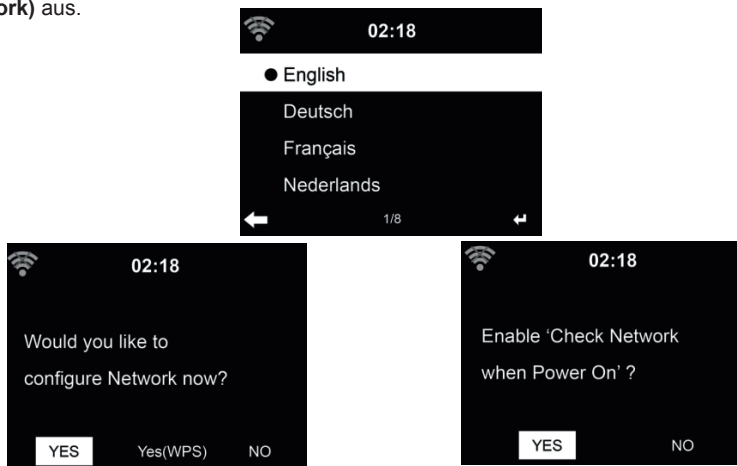 ork) aus.
02:18
English
Deutsch
Français
Nederlands
1/8
02:18
Would you like to
configure Network now?
YES Yes(WPS) NO
02:18
Enable ‘Check Network
when Power On’ ?
YES NO